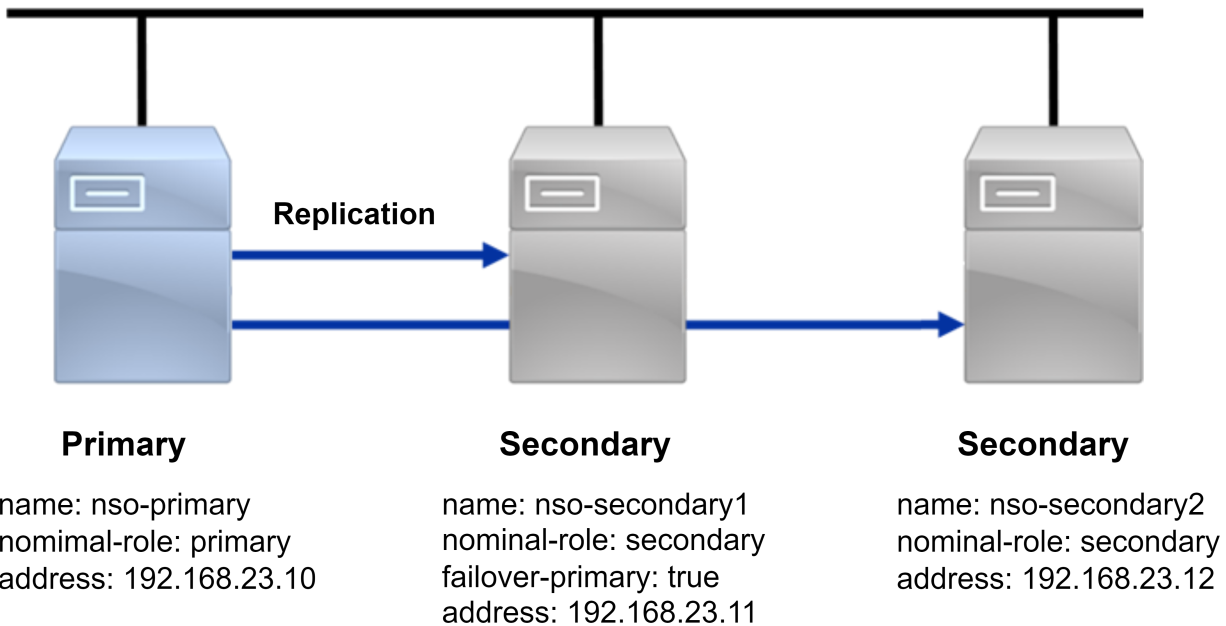 Replication
Primary
name: nso-primary
nomimal-role: primary
address: 192.168.23.10
Secondary
name: nso-secondary1
nominal-role: secondary
failover-primary: true
address: 192.168.23.11
Secondary
name: nso-secondary2
nominal-role: secondary
address: 192.168.23.12